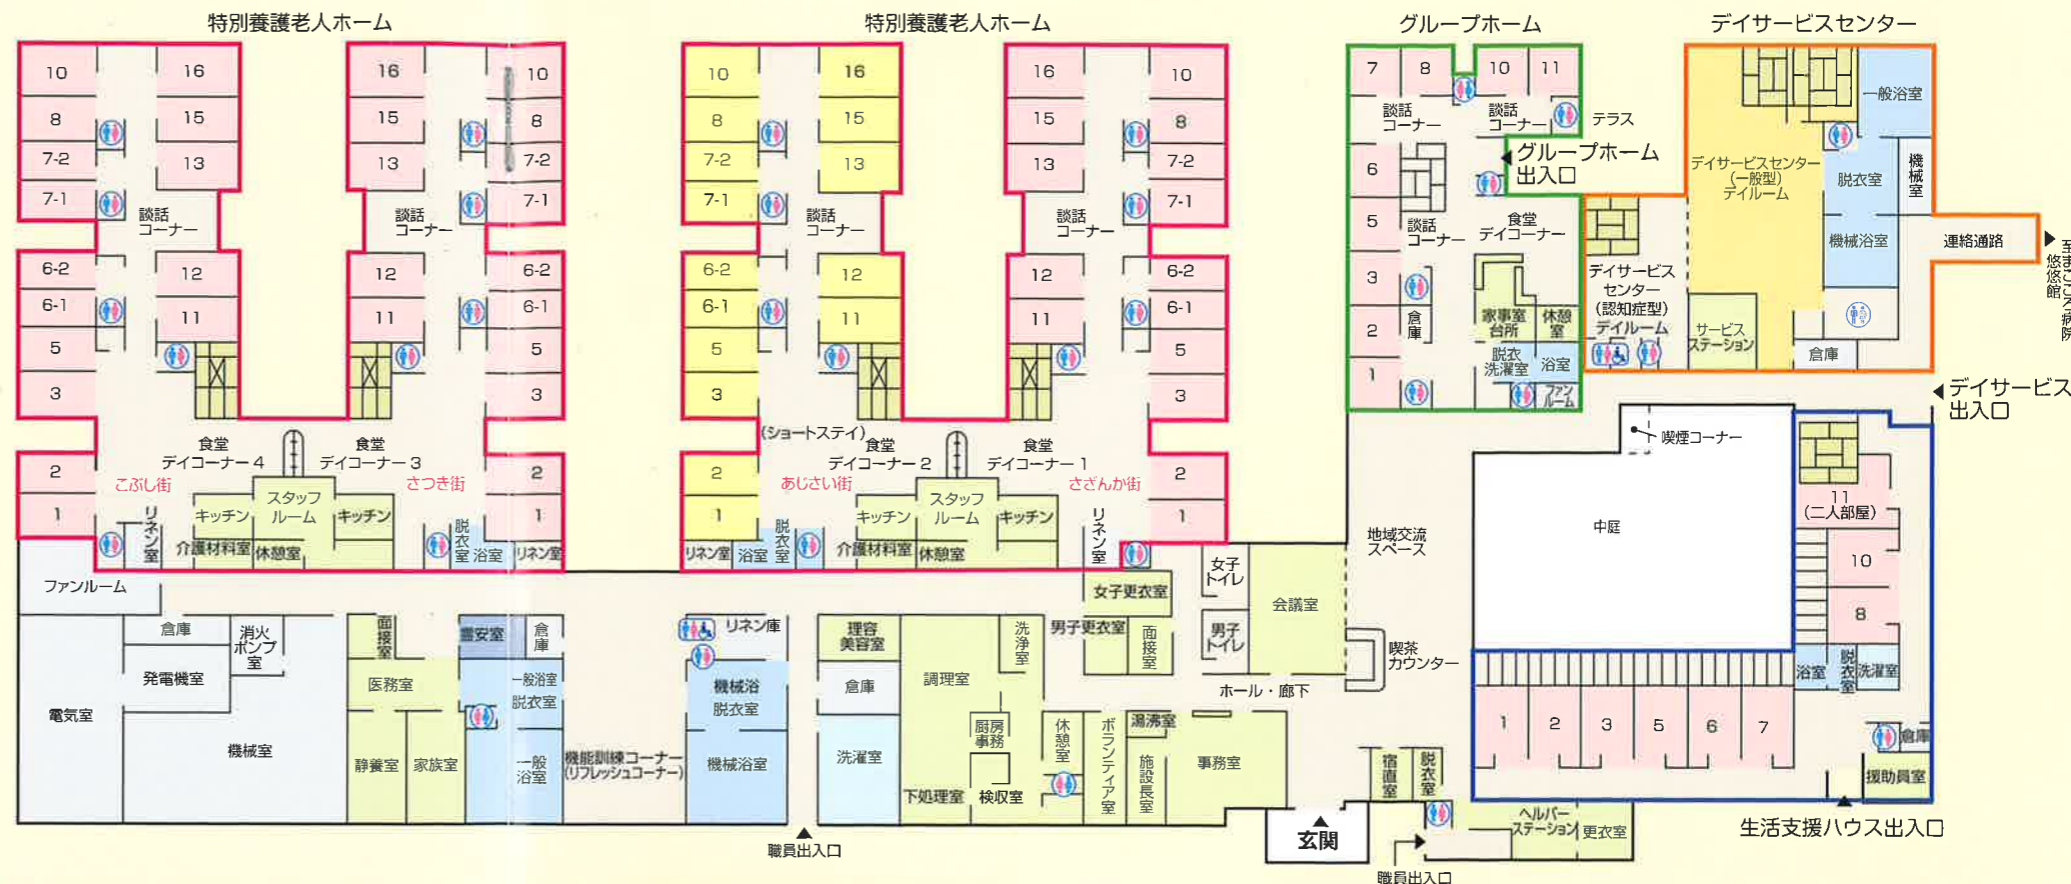 特別養護老人ホーム
10
16
8
15
7-2
13
7-1
談話
コーナー
6-2
12
6-1
11
5
3
食堂
デイコーナー4
2
こぶし街
1
リネン室
キッチン
介護材料室
スタッフ
ルーム
休憩室
16
10
15
8
13
7-2
7-1
談話
コーナー
12
6-2
11
6-1
5
3
食堂
デイコーナー3
2
さつき街
1
キッチン
脱衣室
浴室
リネン室
特別養護老人ホーム
10
16
8
15
7-2
13
7-1
談話
コーナー
6-2
12
6-1
11
5
3
(ショートステイ)
食堂
デイコーナー2
2
あじさい街
1
リネン室
浴室
脱衣室
キッチン
介護材料室
スタッフ
ルーム
休憩室
16
10
15
8
13
7-2
7-1
談話
コーナー
12
6-2
11
6-1
5
3
食堂
デイコーナー1
2
さざんか街
1
キッチン
リネン室
グループホーム
7
8
10
11
談話
コーナー
談話
コーナー
テラス
グループホーム
出入口
6
5
談話
コーナー
食堂
デイコーナー
3
2
倉庫
家事室
台所
休憩室
1
脱衣
洗濯室
浴室
ファン
ルーム
デイサービスセンター
一般浴室
デイサービスセンター
(一般型)
デイルーム
脱衣室
機械室
機械浴室
連絡通路
至まごころ病院
悠悠館
デイサービス
センター
(認知症型)
デイルーム
サービス
ステーション
倉庫
デイサービス
出入口
喫煙コーナー
中庭
地域交流
スペース
11
(二人部屋)
10
8
浴室
脱衣室
洗濯室
1
2
3
5
6
7
倉庫
援助員室
生活支援ハウス出入口
ファンルーム
倉庫
消火
ポンプ
室
発電機室
電気室
機械室
面接室
医務室
静養室
家族室
霊安室
倉庫
一般浴室
脱衣室
一般
浴室
機能訓練コーナー
(リフレッシュコーナー)
リネン庫
機械浴
脱衣室
機械浴室
職員出入口
理容
美容室
倉庫
洗濯室
調理室
洗浄室
厨房
事務
下処理室
検収室
休憩室
女子更衣室
男子更衣室
面接室
ボランティア室
湯沸室
施設長室
事務室
女子
トイレ
男子
トイレ
会議室
喫茶
カウンター
ホール・廊下
玄関
宿直室
脱衣室
ヘルパー
ステーション
更衣室
職員出入口